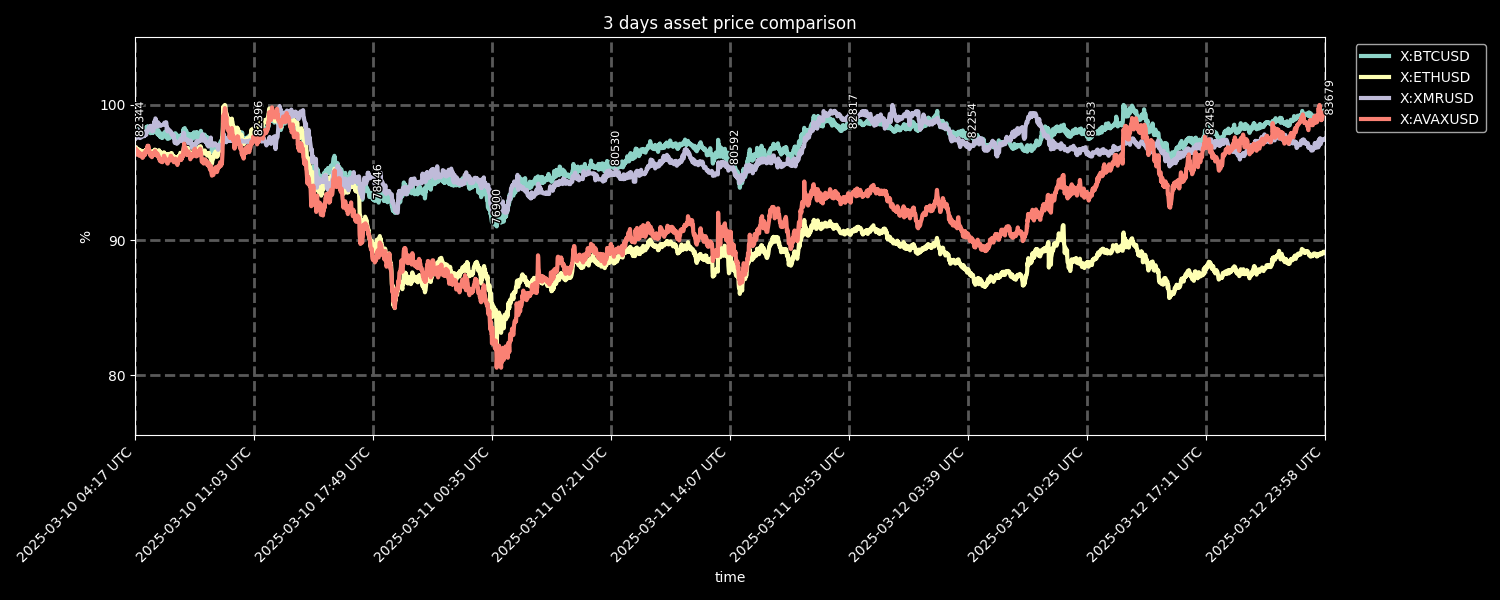 3 days asset price comparison
X:BTCUSD
X:ETHUSD
X:XMRUSD
X:AVAXUSD
100
90
80
%
82344
82396
78446
76900
80530
80592
82817
82254
82353
82458
83679
2025-03-10 04:17 UTC
2025-03-10 11:03 UTC
2025-03-10 17:49 UTC
2025-03-11 00:35 UTC
2025-03-11 07:21 UTC
2025-03-11 14:07 UTC
2025-03-11 20:53 UTC
2025-03-12 03:39 UTC
2025-03-12 10:25 UTC
2025-03-12 17:11 UTC
2025-03-12 23:58 UTC
time